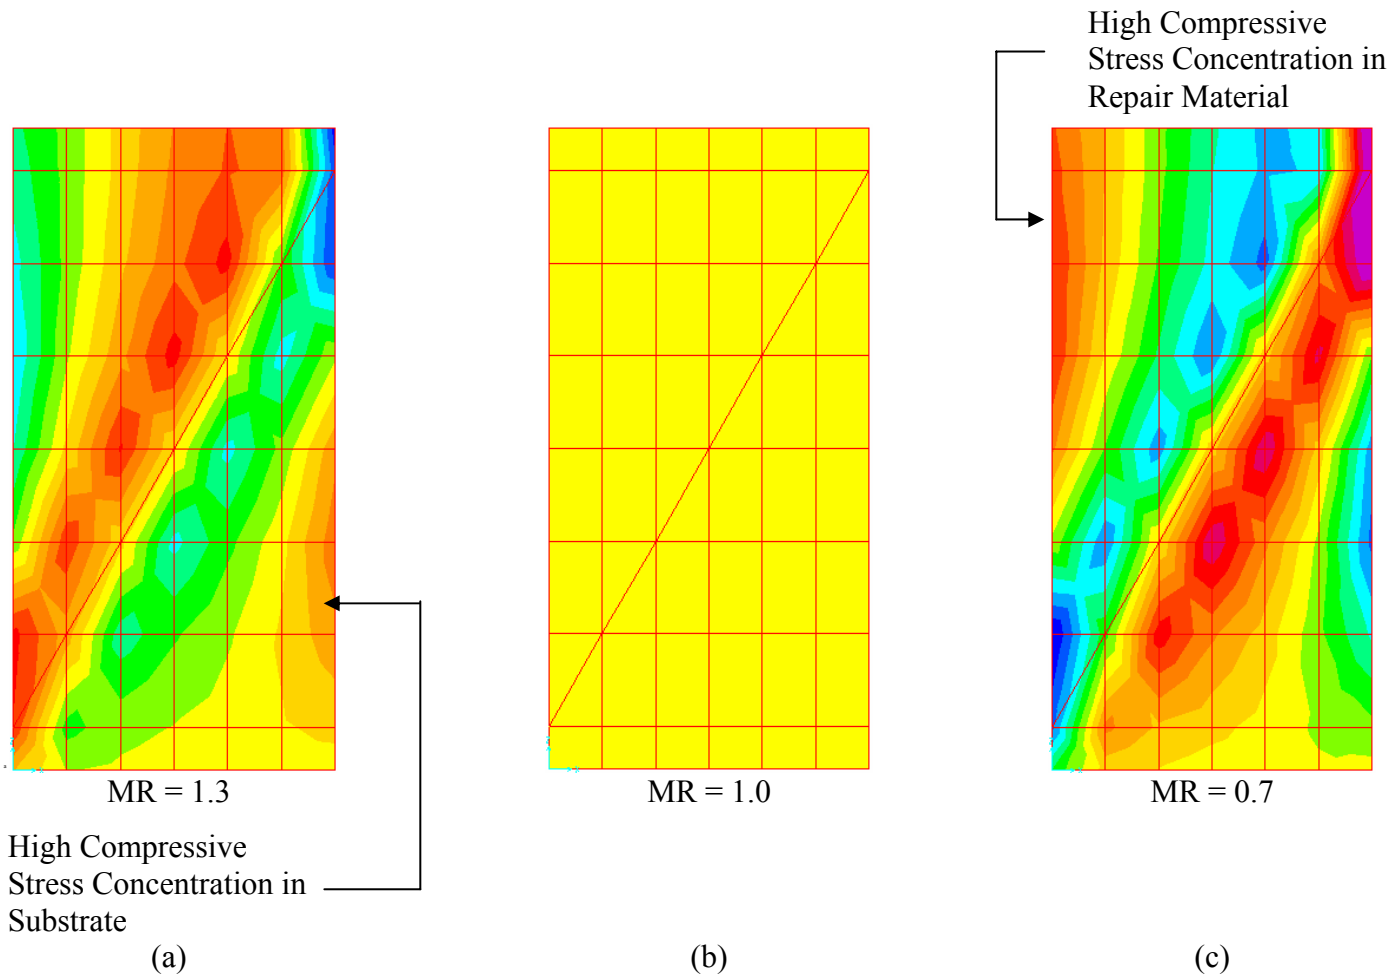 High Compressive
Stress Concentration in
Repair Material
MR = 1.3
MR = 1.0
MR = 0.7
High Compressive
Stress Concentration in
Substrate
(a)
(b)
(c)